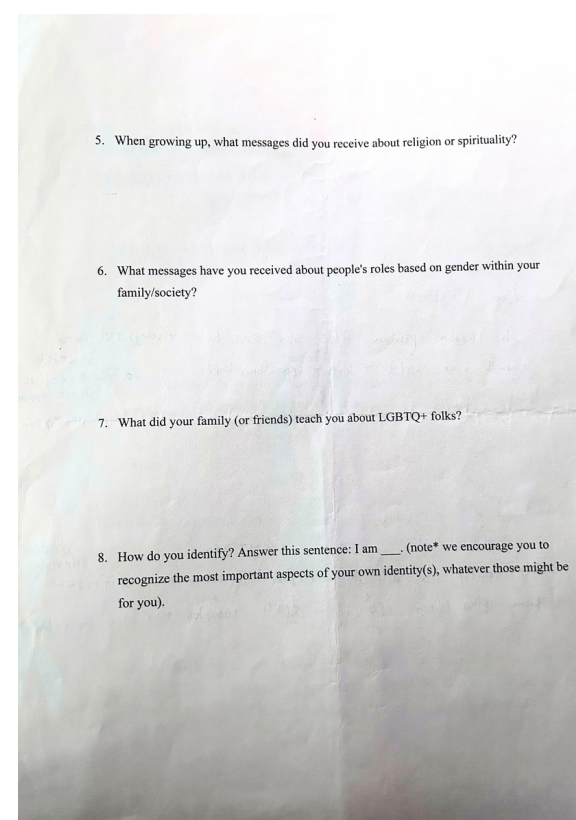 5. When growing up, what messages did you receive about religion or spirituality?
6. What messages have you received about people's roles based on gender within your
family/society?
7. What did your family (or friends) teach you about LGBTQ+ folks?
8. How do you identify? Answer this sentence: I am ___. (note* we encourage you to
recognize the most important aspects of your own identity(s), whatever those might be
for you).